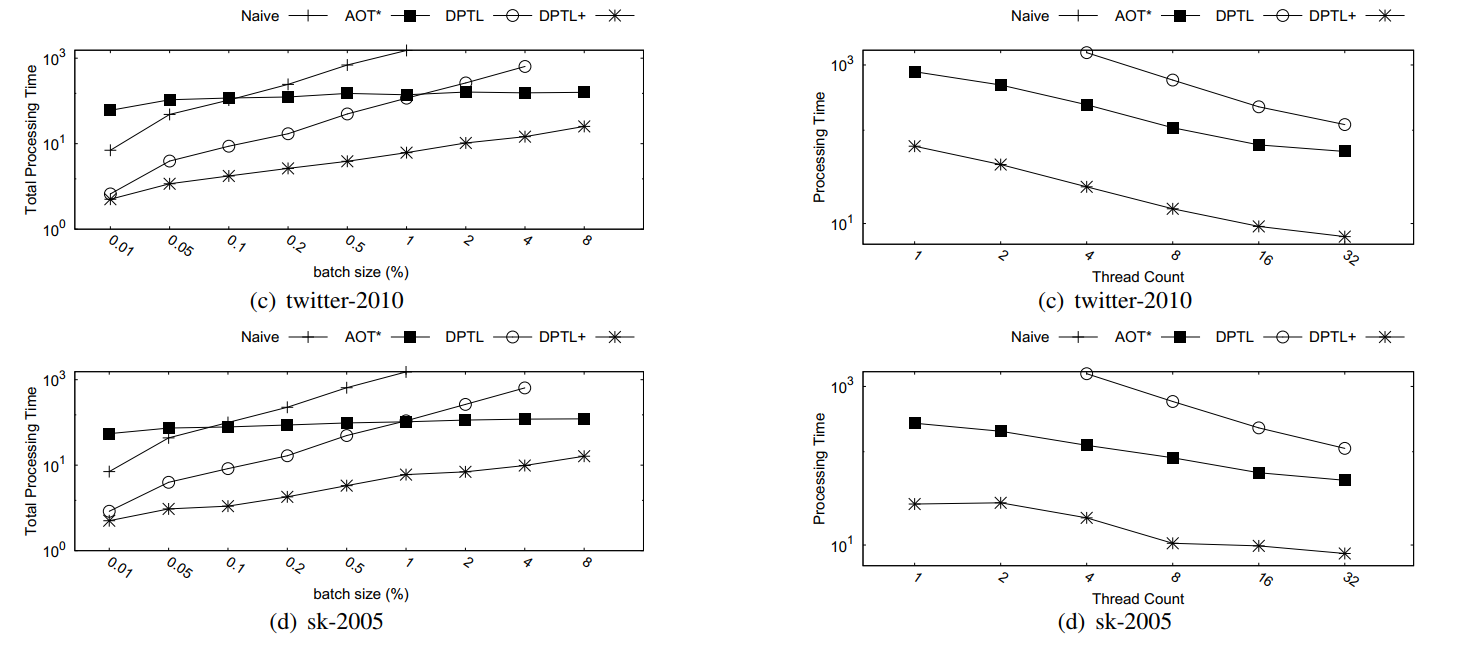 Naive AOT* DPTL DPTL+
Total Processing Time
10^3
10^1
10^0
0.01 0.05 0.1 0.2 0.5 1 2 4 8
batch size (%)
(c) twitter-2010
Naive AOT* DPTL DPTL+
Processing Time
10^3
10^1
1 2 4 8 16 32
Thread Count
(c) twitter-2010
Naive AOT* DPTL DPTL+
Total Processing Time
10^3
10^1
10^0
0.01 0.05 0.1 0.2 0.5 1 2 4 8
batch size (%)
(d) sk-2005
Naive AOT* DPTL DPTL+
Processing Time
10^3
10^1
1 2 4 8 16 32
Thread Count
(d) sk-2005